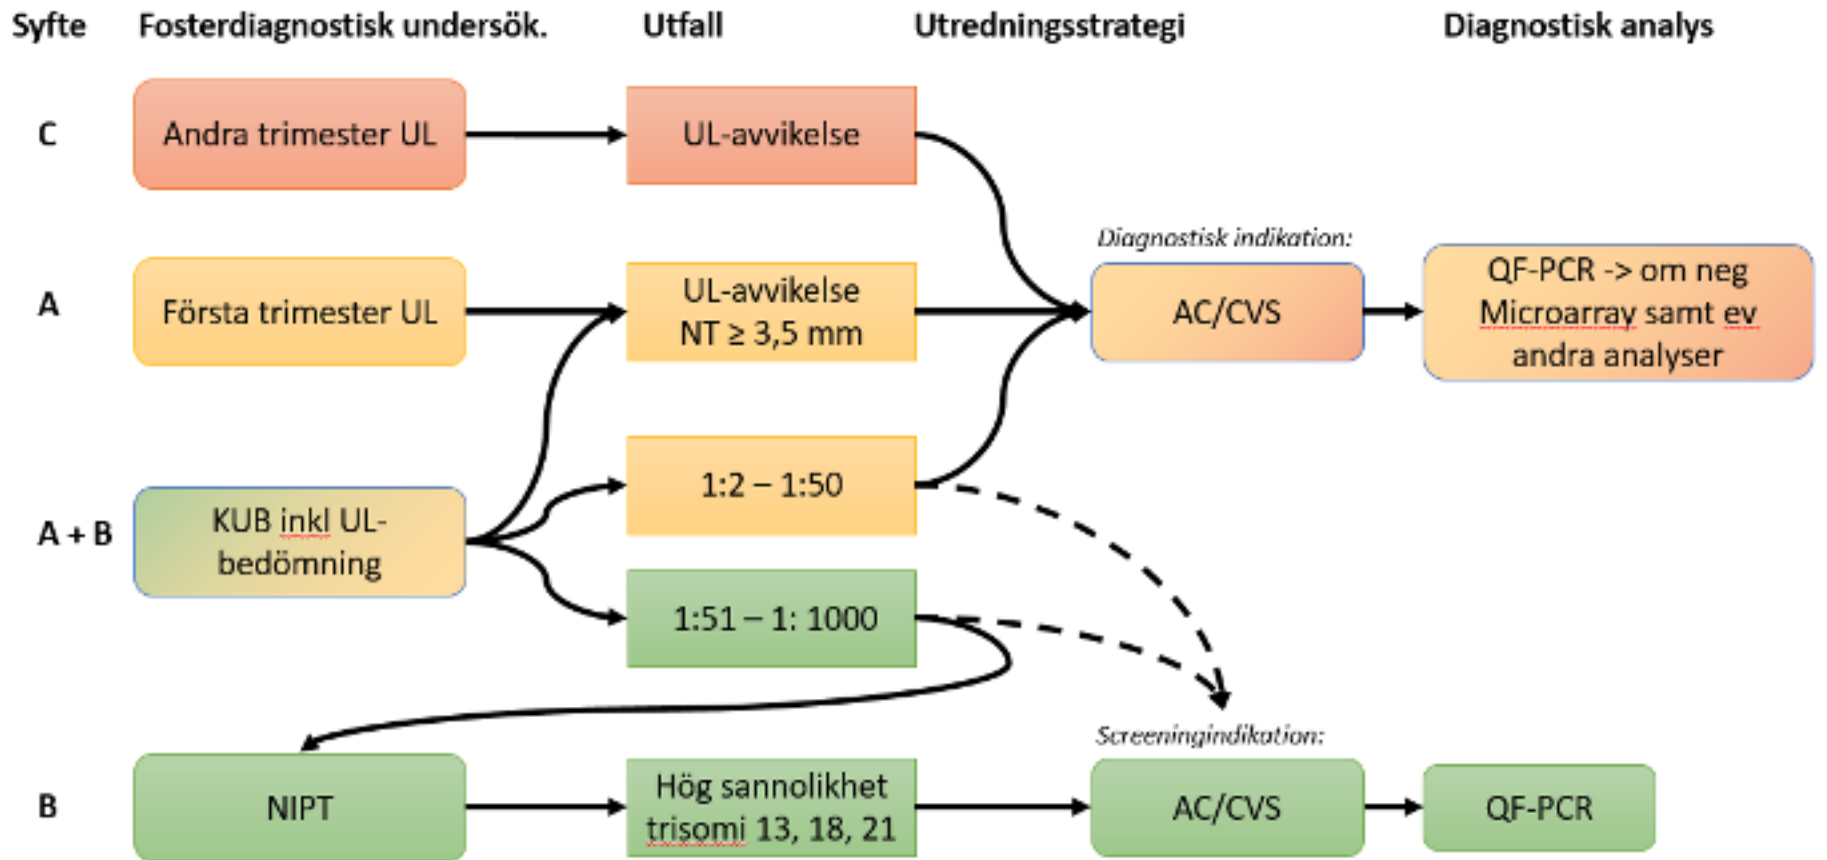 Syfte Fosterdiagnostisk undersök. Utfall Utredningsstrategi Diagnostisk analys
C
Andra trimester UL
UL-avvikelse
A
Första trimester UL
UL-avvikelse
NT ≥ 3,5 mm
Diagnostisk indikation:
AC/CVS
QF-PCR -> om neg
Microarray samt ev
andra analyser
A + B
KUB inkl UL-
bedömning
1:2 – 1:50
1:51 – 1: 1000
B
NIPT
Hög sannolikhet
trisomi 13, 18, 21
Screeningindikation:
AC/CVS
QF-PCR